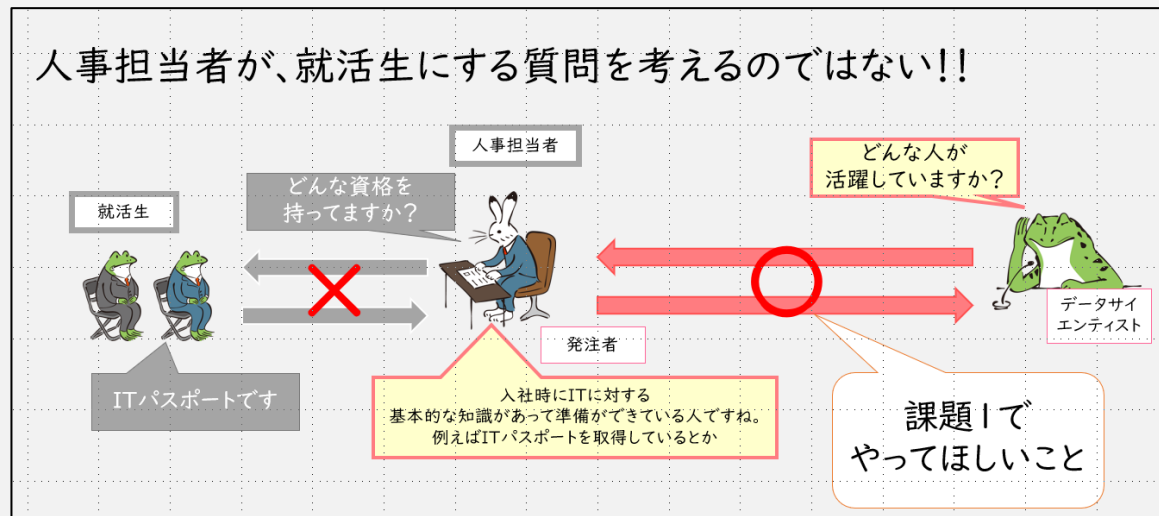 人事担当者が、就活生にする質問を考えるのではない!!
人事担当者
どんな人が
活躍していますか？
どんな資格を
持ってますか？
就活生
データサイ
エンティスト
発注者
ITパスポートです
入社時にITに対する
基本的な知識があって準備ができている人ですね。
例えばITパスポートを取得しているとか
課題1で
やってほしいこと